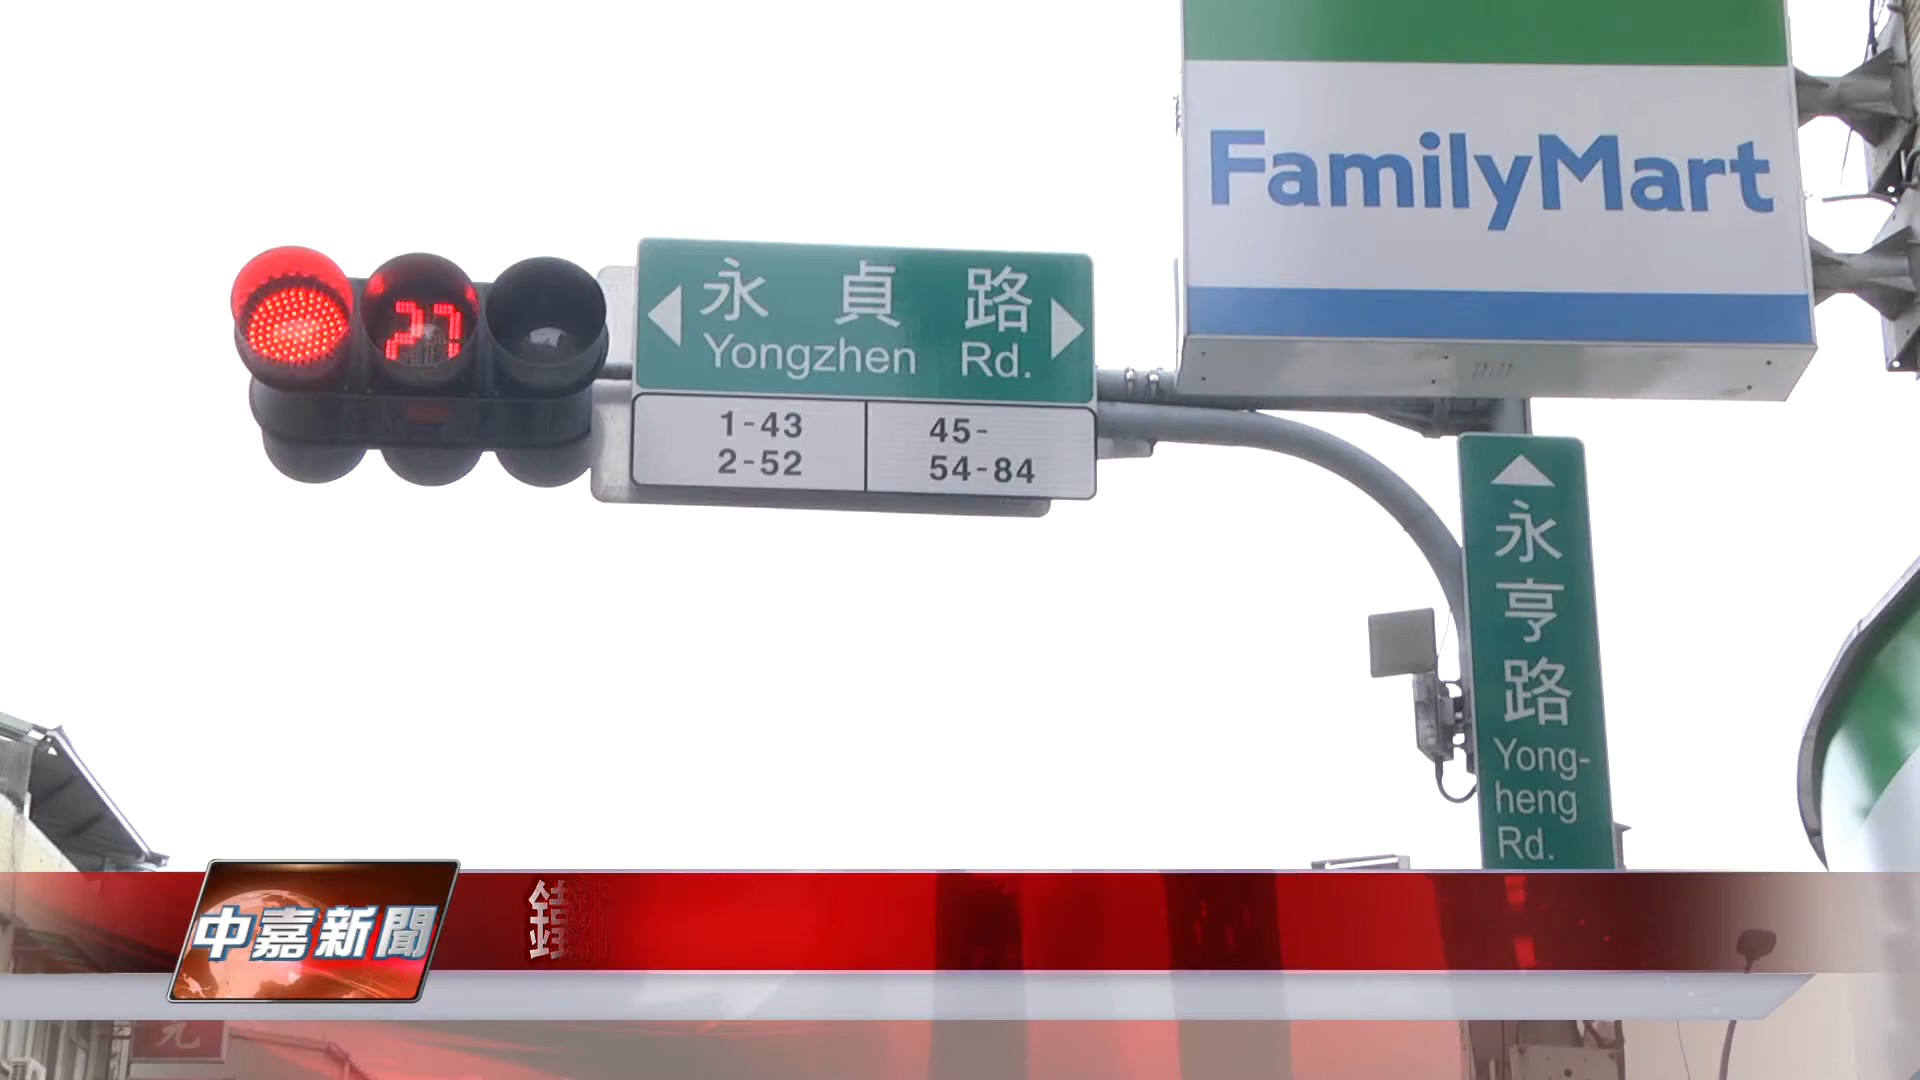 FamilyMart
27
永貞路
Yongzhen Rd.
1-43
2-52
45-
54-84
永亨路
Yong-
heng
Rd.
中嘉新聞
鐵